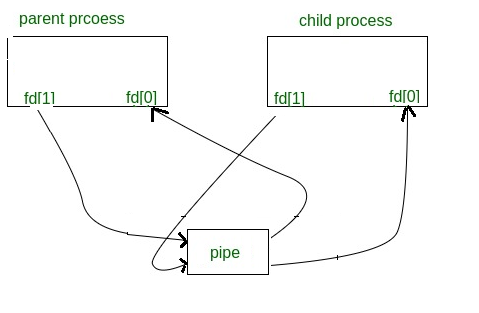 parent prcoess
child process
fd[1]
fd[0]
fd[1]
fd[0]
pipe